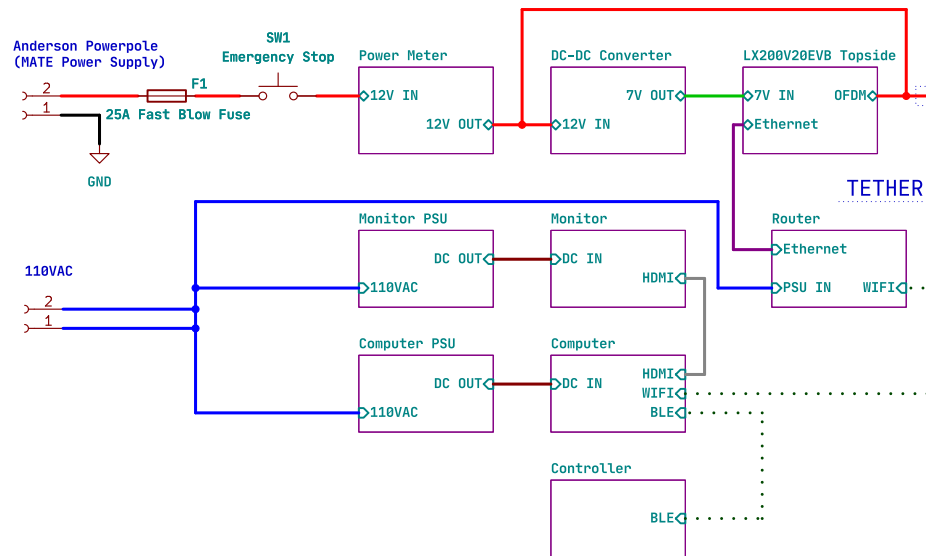 Anderson Powerpole
(MATE Power Supply)
2
1
GND
F1
25A Fast Blow Fuse
SW1
Emergency Stop
Power Meter
12V IN
12V OUT
DC-DC Converter
7V OUT
12V IN
LX200V20EVB Topside
7V IN
OFDM
Ethernet
TETHER
110VAC
2
1
Monitor PSU
DC OUT
110VAC
Monitor
DC IN
HDMI
Router
Ethernet
PSU IN
WIFI
Computer PSU
DC OUT
110VAC
Computer
HDMI
DC IN
WIFI
BLE
Controller
BLE